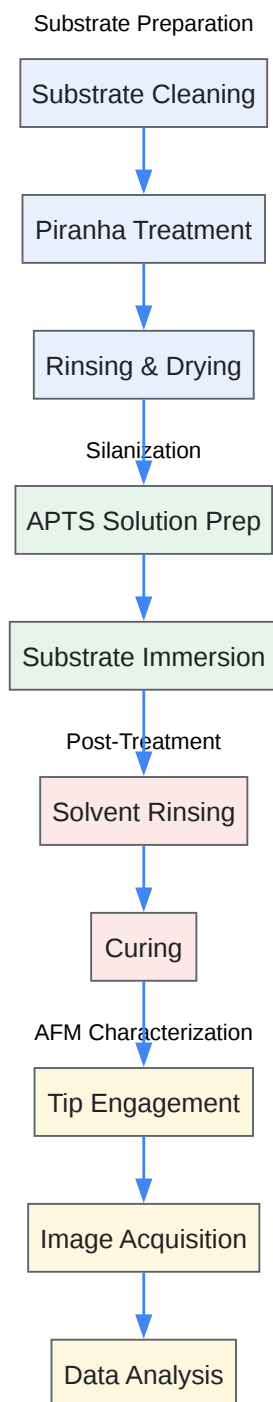 Substrate Preparation
Substrate Cleaning
Piranha Treatment
Rinsing & Drying
Silanization
APTS Solution Prep
Substrate Immersion
Post-Treatment
Solvent Rinsing
Curing
AFM Characterization
Tip Engagement
Image Acquisition
Data Analysis